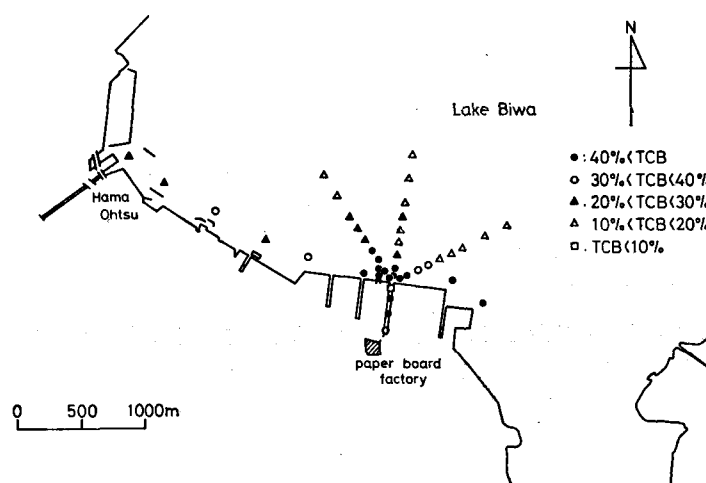 N
Lake Biwa
● : 40% < TCB
○ 30% < TCB < 40%
▲ . 20% < TCB < 30%
△ . 10% < TCB < 20%
□ . TCB < 10%
Hama
Ohtsu
paper board
factory
0 500 1000m